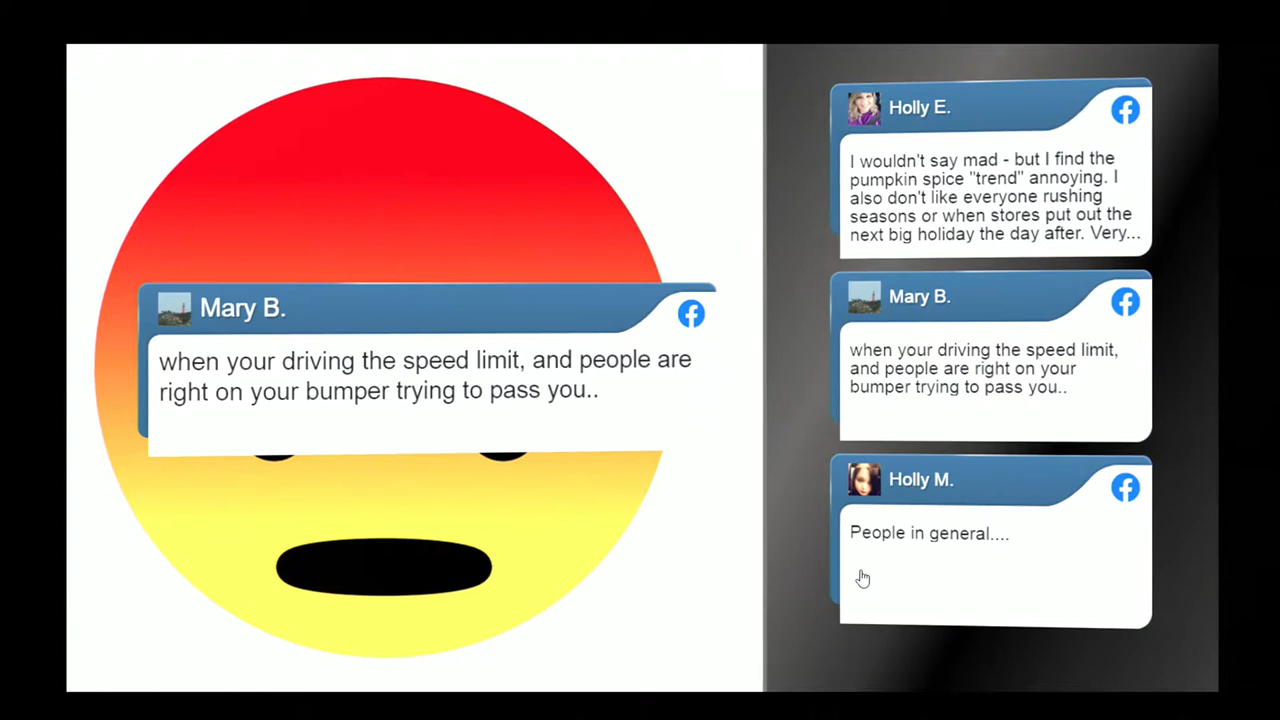 Mary B.
when your driving the speed limit, and people are
right on your bumper trying to pass you..
Holly E.
I wouldn't say mad - but I find the
pumpkin spice "trend" annoying. I
also don't like everyone rushing
seasons or when stores put out the
next big holiday the day after. Very...
Mary B.
when your driving the speed limit,
and people are right on your
bumper trying to pass you..
Holly M.
People in general....